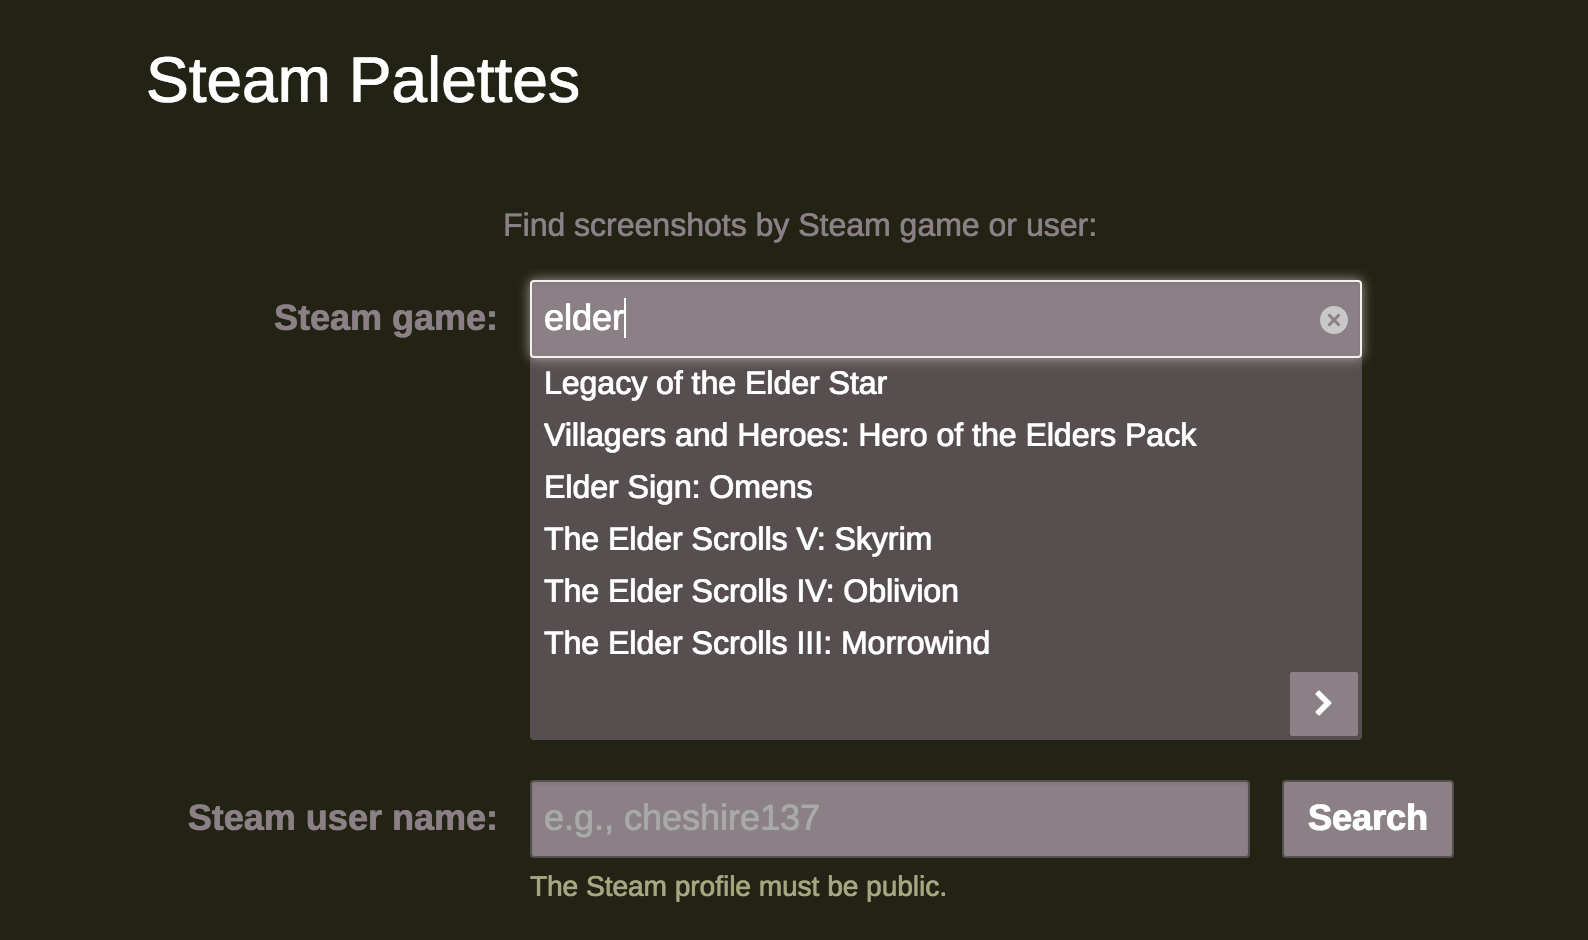 Steam Palettes
Find screenshots by Steam game or user:
Steam game: elder
Legacy of the Elder Star
Villagers and Heroes: Hero of the Elders Pack
Elder Sign: Omens
The Elder Scrolls V: Skyrim
The Elder Scrolls IV: Oblivion
The Elder Scrolls III: Morrowind
Steam user name: e.g., cheshire137 Search
The Steam profile must be public.